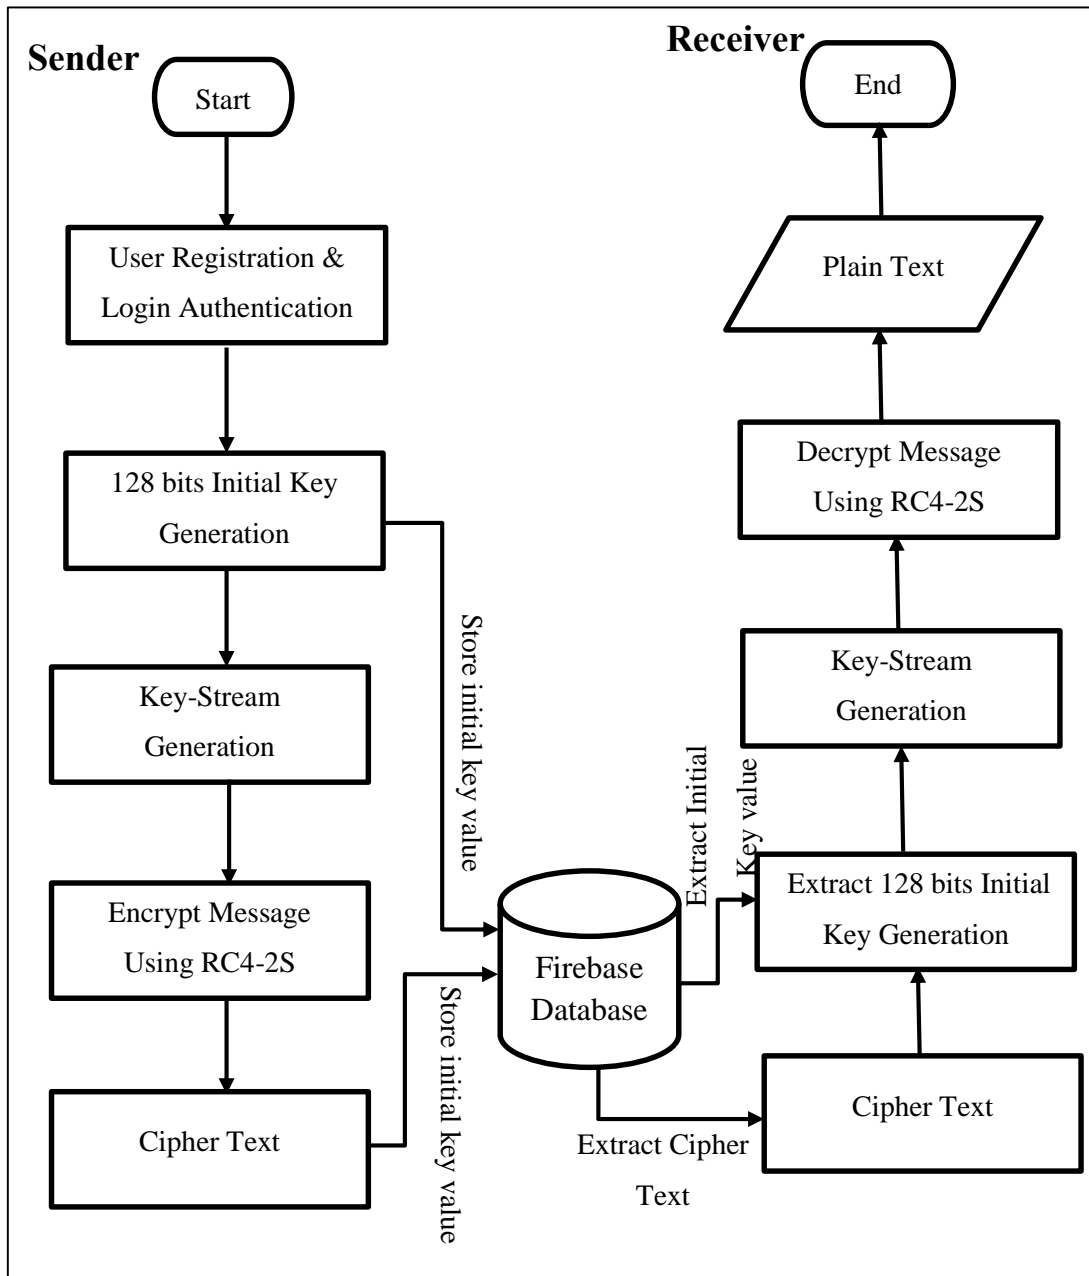 Sender
Start
User Registration &
Login Authentication
128 bits Initial Key
Generation
Store initial key value
Key-Stream
Generation
Encrypt Message
Using RC4-2S
Store initial key value
Cipher Text
Firebase
Database
Extract Initial
Key value
Extract Cipher
Text
Receiver
End
Plain Text
Decrypt Message
Using RC4-2S
Key-Stream
Generation
Extract 128 bits Initial
Key Generation
Cipher Text